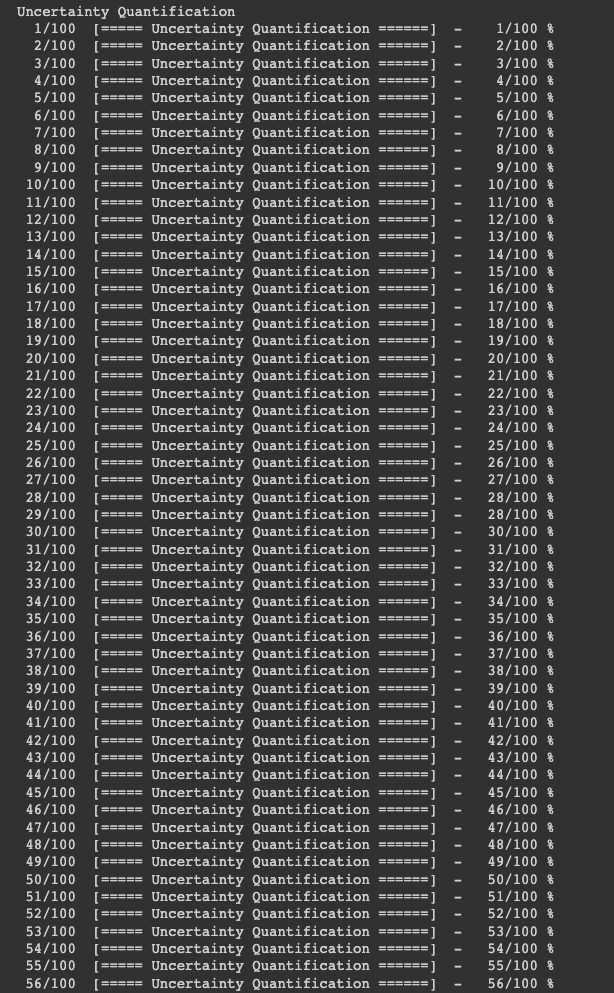 Uncertainty Quantification
1/100 [===== Uncertainty Quantification ======] - 1/100 %
2/100 [===== Uncertainty Quantification ======] - 2/100 %
3/100 [===== Uncertainty Quantification ======] - 3/100 %
4/100 [===== Uncertainty Quantification ======] - 4/100 %
5/100 [===== Uncertainty Quantification ======] - 5/100 %
6/100 [===== Uncertainty Quantification ======] - 6/100 %
7/100 [===== Uncertainty Quantification ======] - 7/100 %
8/100 [===== Uncertainty Quantification ======] - 8/100 %
9/100 [===== Uncertainty Quantification ======] - 9/100 %
10/100 [===== Uncertainty Quantification ======] - 10/100 %
11/100 [===== Uncertainty Quantification ======] - 11/100 %
12/100 [===== Uncertainty Quantification ======] - 12/100 %
13/100 [===== Uncertainty Quantification ======] - 13/100 %
14/100 [===== Uncertainty Quantification ======] - 14/100 %
15/100 [===== Uncertainty Quantification ======] - 15/100 %
16/100 [===== Uncertainty Quantification ======] - 16/100 %
17/100 [===== Uncertainty Quantification ======] - 17/100 %
18/100 [===== Uncertainty Quantification ======] - 18/100 %
19/100 [===== Uncertainty Quantification ======] - 19/100 %
20/100 [===== Uncertainty Quantification ======] - 20/100 %
21/100 [===== Uncertainty Quantification ======] - 21/100 %
22/100 [===== Uncertainty Quantification ======] - 22/100 %
23/100 [===== Uncertainty Quantification ======] - 23/100 %
24/100 [===== Uncertainty Quantification ======] - 24/100 %
25/100 [===== Uncertainty Quantification ======] - 25/100 %
26/100 [===== Uncertainty Quantification ======] - 26/100 %
27/100 [===== Uncertainty Quantification ======] - 27/100 %
28/100 [===== Uncertainty Quantification ======] - 28/100 %
29/100 [===== Uncertainty Quantification ======] - 28/100 %
30/100 [===== Uncertainty Quantification ======] - 30/100 %
31/100 [===== Uncertainty Quantification ======] - 31/100 %
32/100 [===== Uncertainty Quantification ======] - 32/100 %
33/100 [===== Uncertainty Quantification ======] - 33/100 %
34/100 [===== Uncertainty Quantification ======] - 34/100 %
35/100 [===== Uncertainty Quantification ======] - 35/100 %
36/100 [===== Uncertainty Quantification ======] - 36/100 %
37/100 [===== Uncertainty Quantification ======] - 37/100 %
38/100 [===== Uncertainty Quantification ======] - 38/100 %
39/100 [===== Uncertainty Quantification ======] - 39/100 %
40/100 [===== Uncertainty Quantification ======] - 40/100 %
41/100 [===== Uncertainty Quantification ======] - 41/100 %
42/100 [===== Uncertainty Quantification ======] - 42/100 %
43/100 [===== Uncertainty Quantification ======] - 43/100 %
44/100 [===== Uncertainty Quantification ======] - 44/100 %
45/100 [===== Uncertainty Quantification ======] - 45/100 %
46/100 [===== Uncertainty Quantification ======] - 46/100 %
47/100 [===== Uncertainty Quantification ======] - 47/100 %
48/100 [===== Uncertainty Quantification ======] - 48/100 %
49/100 [===== Uncertainty Quantification ======] - 49/100 %
50/100 [===== Uncertainty Quantification ======] - 50/100 %
51/100 [===== Uncertainty Quantification ======] - 51/100 %
52/100 [===== Uncertainty Quantification ======] - 52/100 %
53/100 [===== Uncertainty Quantification ======] - 53/100 %
54/100 [===== Uncertainty Quantification ======] - 54/100 %
55/100 [===== Uncertainty Quantification ======] - 55/100 %
56/100 [===== Uncertainty Quantification ======] - 56/100 %